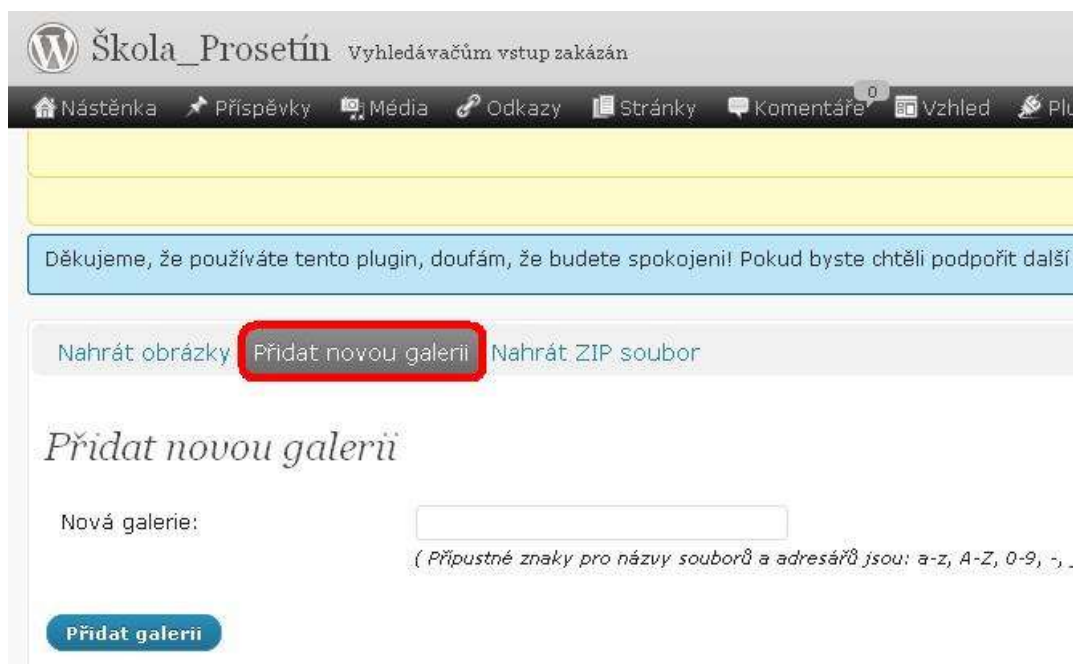 Škola_Prosetín Vyhledávačům vstup zakázán
Nástěnka Příspěvky Média Odkazy Stránky Komentáře 0 Vzhled Plu
Děkujeme, že používáte tento plugin, doufám, že budete spokojeni! Pokud byste chtěli podpořit další
Nahrát obrázky Přidat novou galerii Nahrát ZIP soubor
Přidat novou galerii
Nová galerie:
( Přípustné znaky pro názvy souborů a adresářů jsou: a-z, A-Z, 0-9, -, _
Přidat galerii